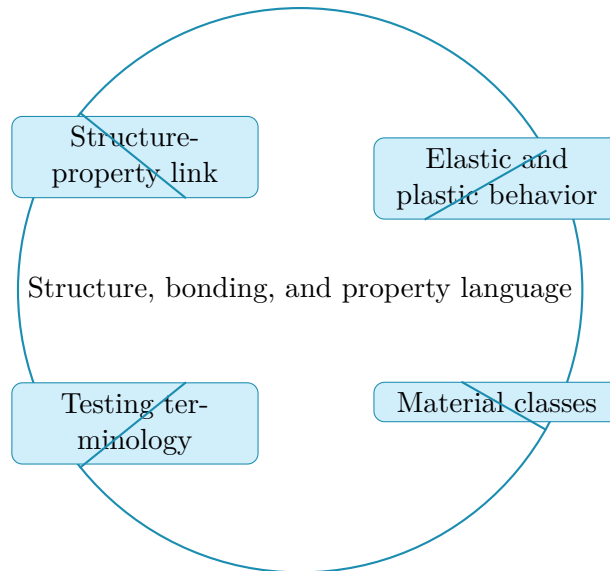 Structure-
property link
Elastic and
plastic behavior
Structure, bonding, and property language
Testing ter-
minology
Material classes